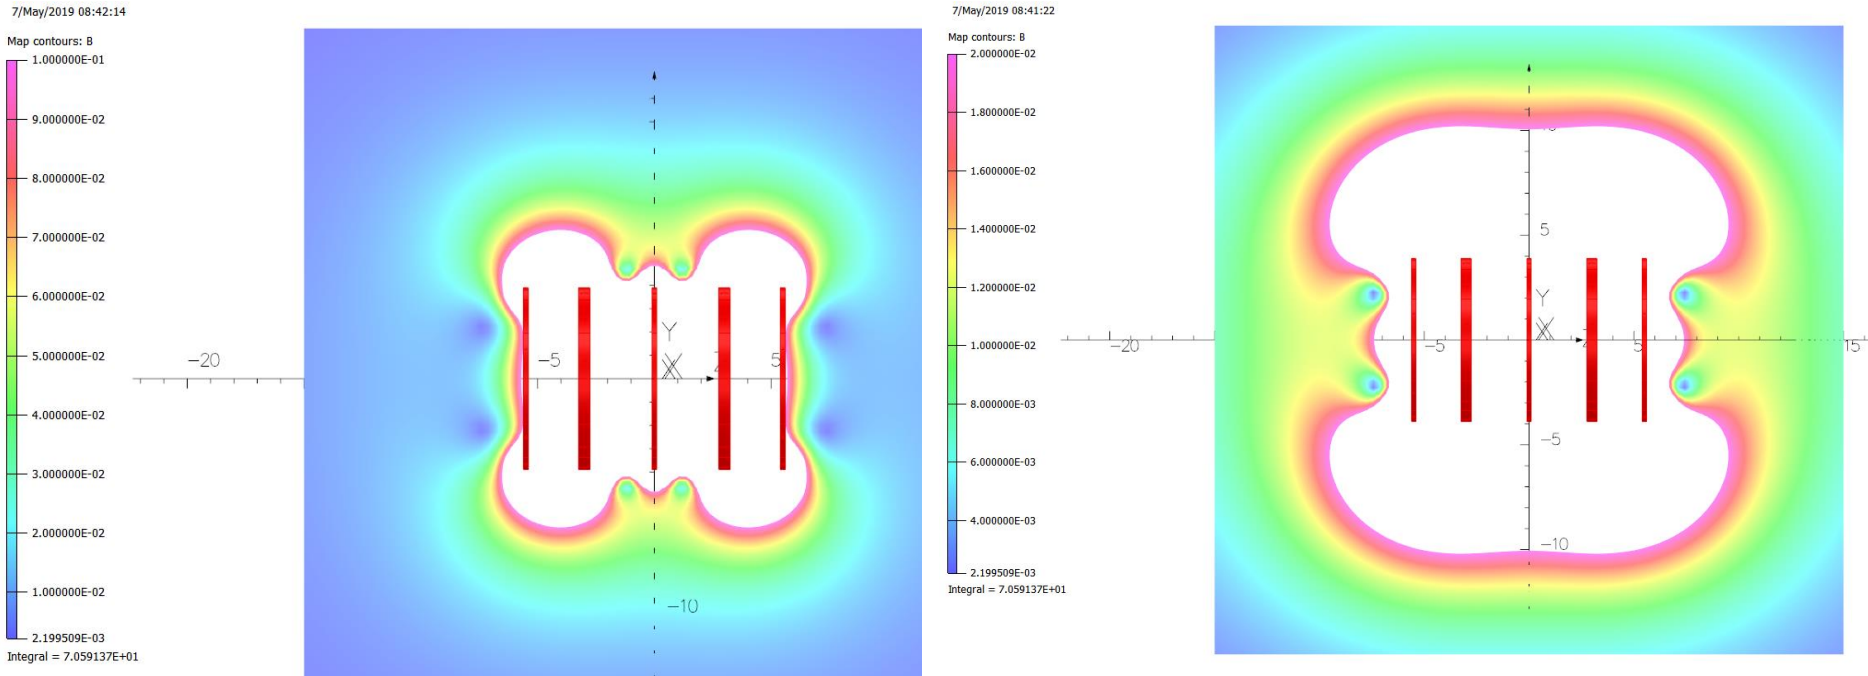 7/May/2019 08:42:14
Map contours: B
1.000000E-01
9.000000E-02
8.000000E-02
7.000000E-02
6.000000E-02
5.000000E-02
4.000000E-02
3.000000E-02
2.000000E-02
1.000000E-02
2.199509E-03
Integral = 7.059137E+01
-20
-5
Y
X
5
-10
7/May/2019 08:41:22
Map contours: B
2.000000E-02
1.800000E-02
1.600000E-02
1.400000E-02
1.200000E-02
1.000000E-02
8.000000E-03
6.000000E-03
4.000000E-03
2.199509E-03
Integral = 7.059137E+01
5
Y
X
-20
-5
5
15
-5
-10